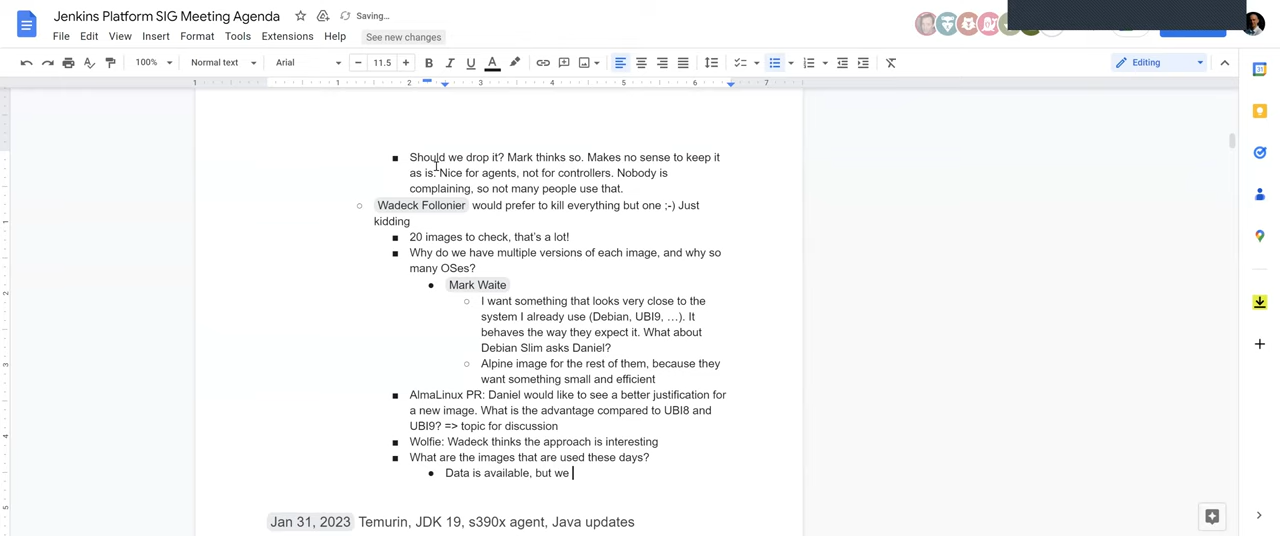 Jenkins Platform SIG Meeting Agenda
Saving...
File Edit View Insert Format Tools Extensions Help See new changes
100% Normal text Arial 11.5 Editing
1 1 2 3 4 5 6 7
Should we drop it? Mark thinks so. Makes no sense to keep it
as is. Nice for agents, not for controllers. Nobody is
complaining, so not many people use that.
Wadeck Follonier would prefer to kill everything but one ;-) Just
kidding
20 images to check, that's a lot!
Why do we have multiple versions of each image, and why so
many OSes?
Mark Waite
I want something that looks very close to the
system I already use (Debian, UBI9, …). It
behaves the way they expect it. What about
Debian Slim asks Daniel?
Alpine image for the rest of them, because they
want something small and efficient
AlmaLinux PR: Daniel would like to see a better justification for
a new image. What is the advantage compared to UBI8 and
UBI9? => topic for discussion
Wolfie: Wadeck thinks the approach is interesting
What are the images that are used these days?
Data is available, but we
Jan 31, 2023 Temurin, JDK 19, s390x agent, Java updates